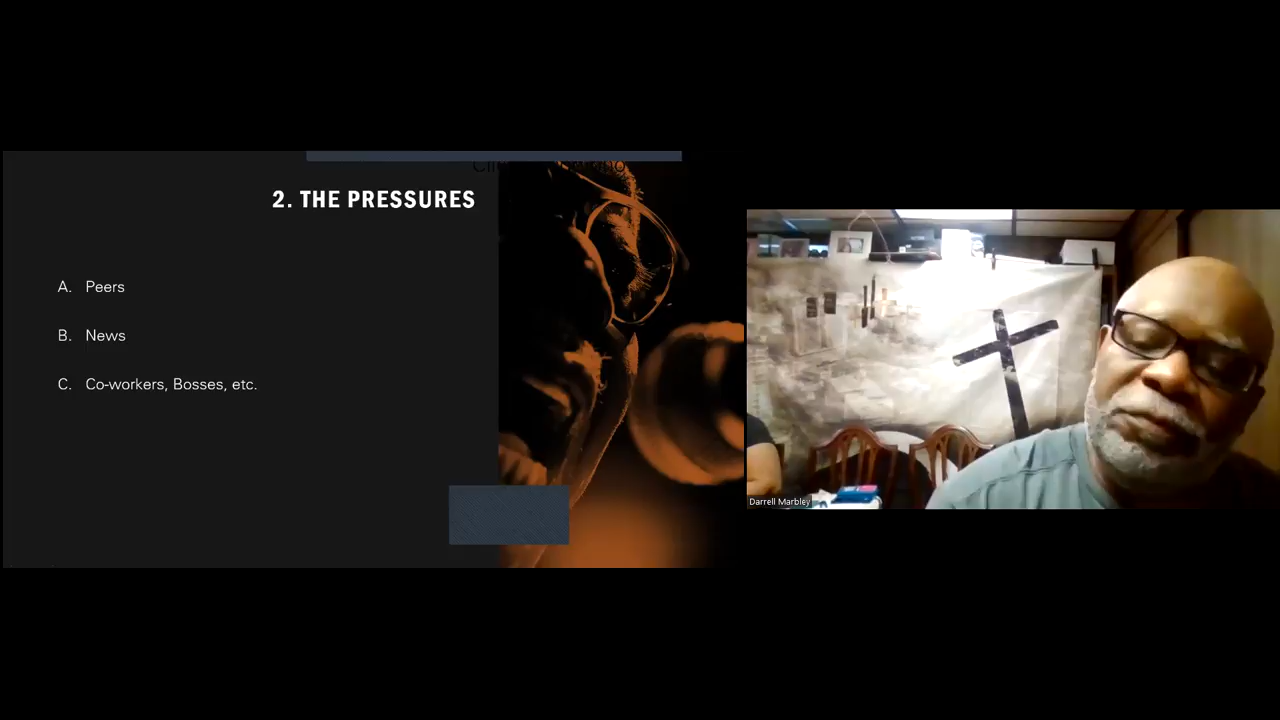 2. THE PRESSURES
A. Peers
B. News
C. Co-workers, Bosses, etc.
Darrell Marbley